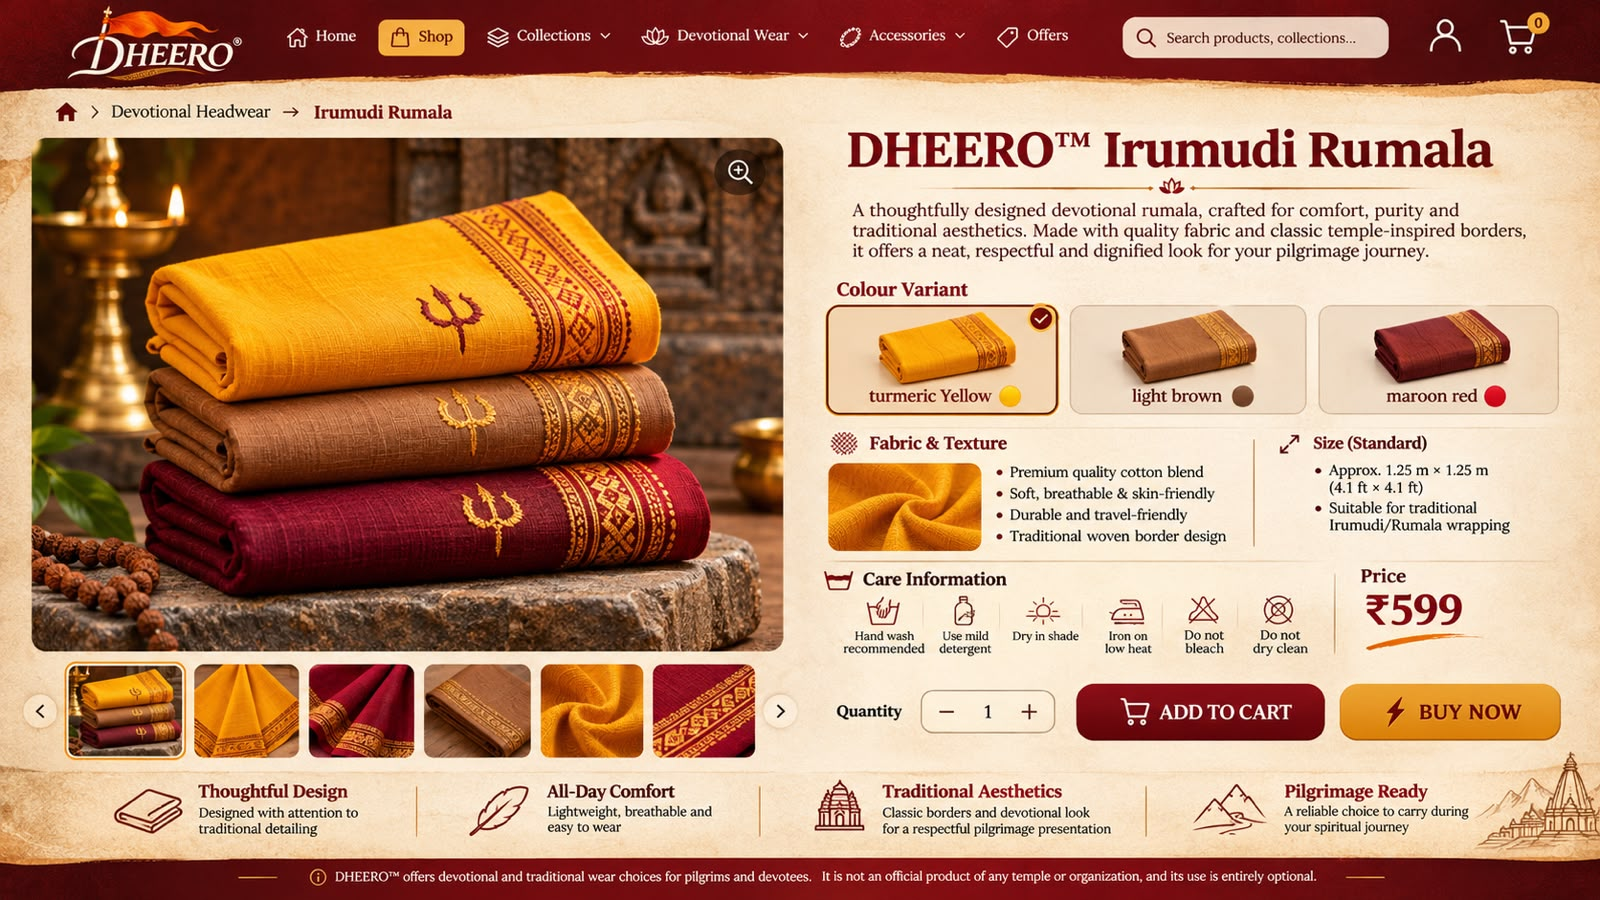 DHEERO®
Home
Shop
Collections
Devotional Wear
Accessories
Offers
Search products, collections...
0
Devotional Headwear → Irumudi Rumala
DHEERO™ Irumudi Rumala
A thoughtfully designed devotional rumala, crafted for comfort, purity and
traditional aesthetics. Made with quality fabric and classic temple-inspired borders,
it offers a neat, respectful and dignified look for your pilgrimage journey.
Colour Variant
turmeric Yellow
light brown
maroon red
Fabric & Texture
• Premium quality cotton blend
• Soft, breathable & skin-friendly
• Durable and travel-friendly
• Traditional woven border design
Size (Standard)
• Approx. 1.25 m × 1.25 m
(4.1 ft × 4.1 ft)
• Suitable for traditional
Irumudi/Rumala wrapping
Care Information
Hand wash
recommended
Use mild
detergent
Dry in shade
Iron on
low heat
Do not
bleach
Do not
dry clean
Price
₹599
Quantity
− 1 +
ADD TO CART
BUY NOW
Thoughtful Design
Designed with attention to
traditional detailing
All-Day Comfort
Lightweight, breathable and
easy to wear
Traditional Aesthetics
Classic borders and devotional look
for a respectful pilgrimage presentation
Pilgrimage Ready
A reliable choice to carry during
your spiritual journey
DHEERO™ offers devotional and traditional wear choices for pilgrims and devotees. It is not an official product of any temple or organization, and its use is entirely optional.